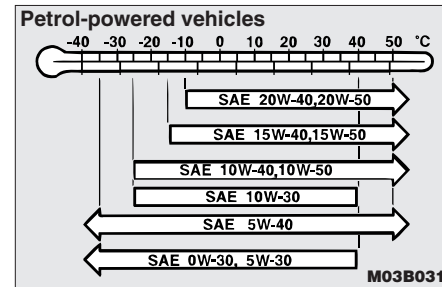 Petrol-powered vehicles
-40 -30 -20 -10 0 10 20 30 40 50 °C
SAE 20W-40,20W-50
SAE 15W-40,15W-50
SAE 10W-40,10W-50
SAE 10W-30
SAE 5W-40
SAE 0W-30, 5W-30
M03B031